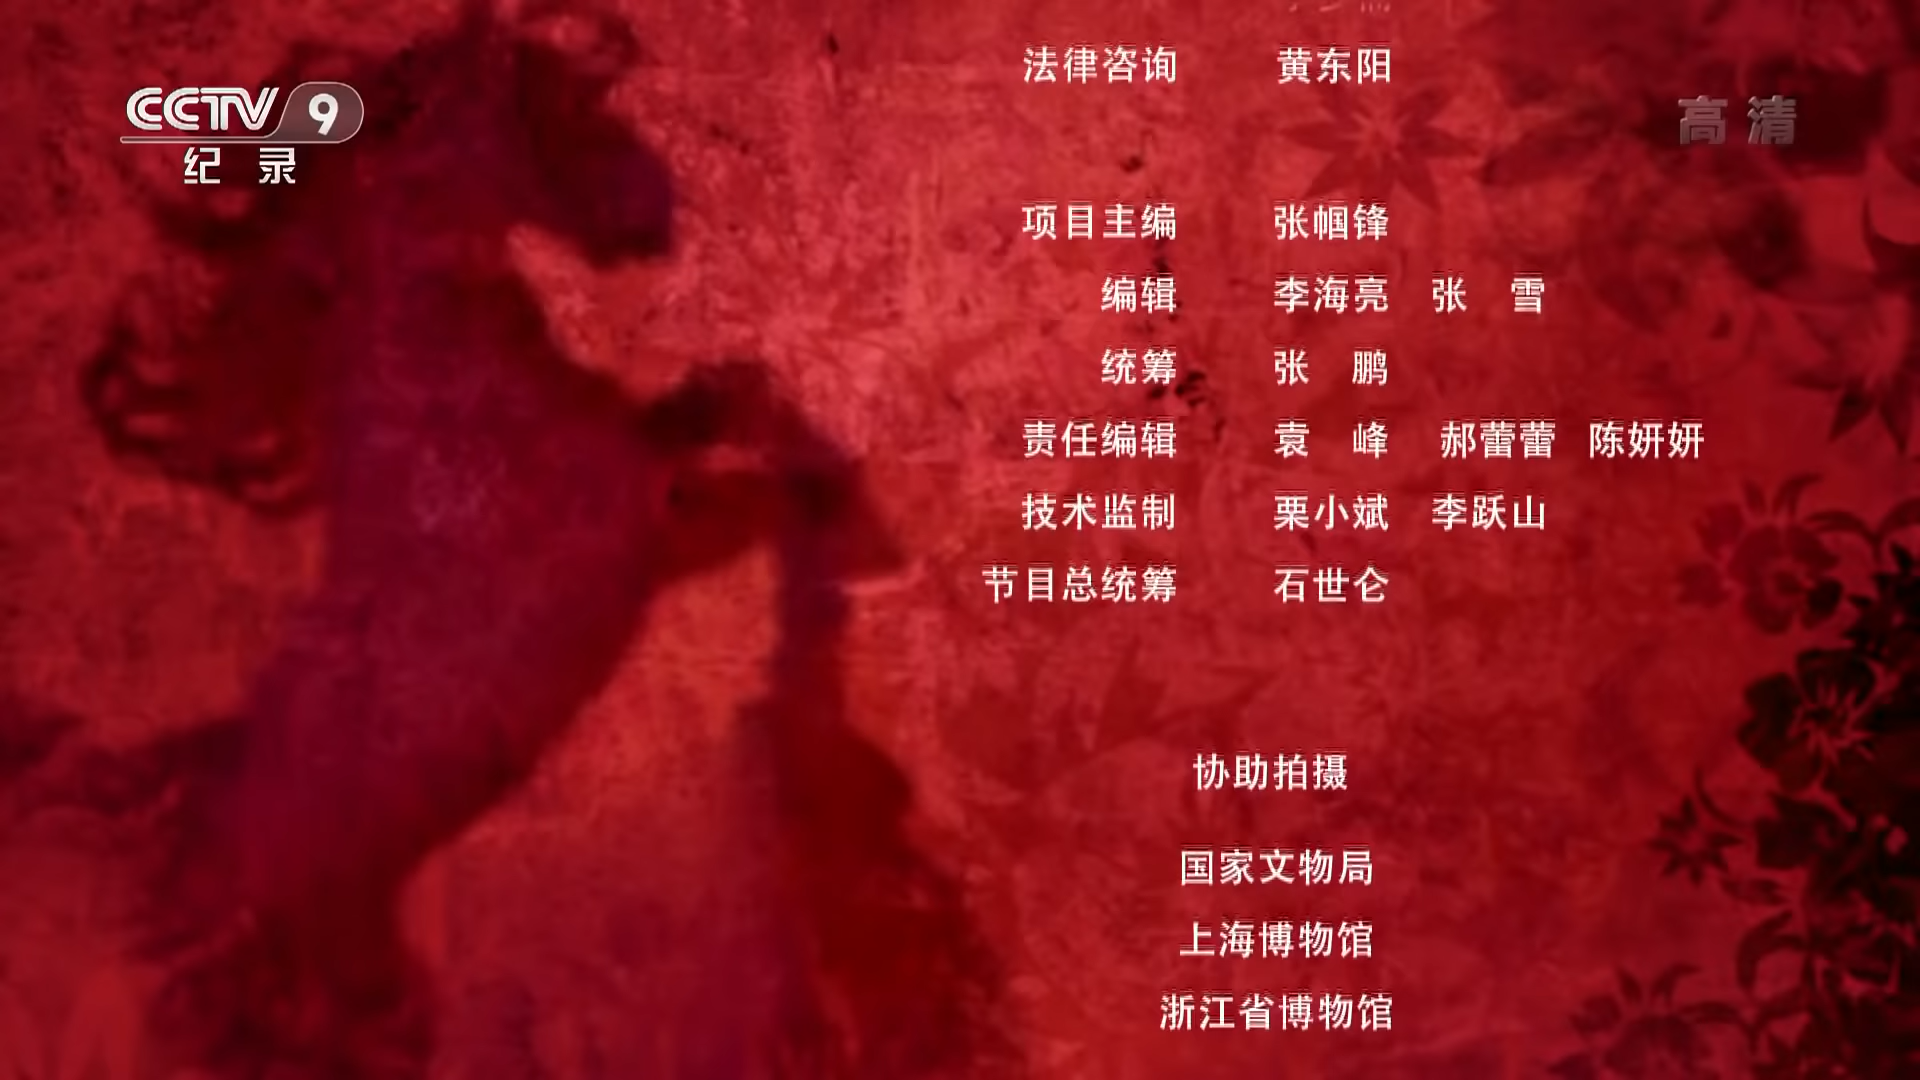 法律咨询 黄东阳
CCTV 9
纪 录
高 清
项目主编 张帼锋
编辑 李海亮 张 雪
统筹 张 鹏
责任编辑 袁 峰 郝蕾蕾 陈妍妍
技术监制 栗小斌 李跃山
节目总统筹 石世仑
协助拍摄
国家文物局
上海博物馆
浙江省博物馆